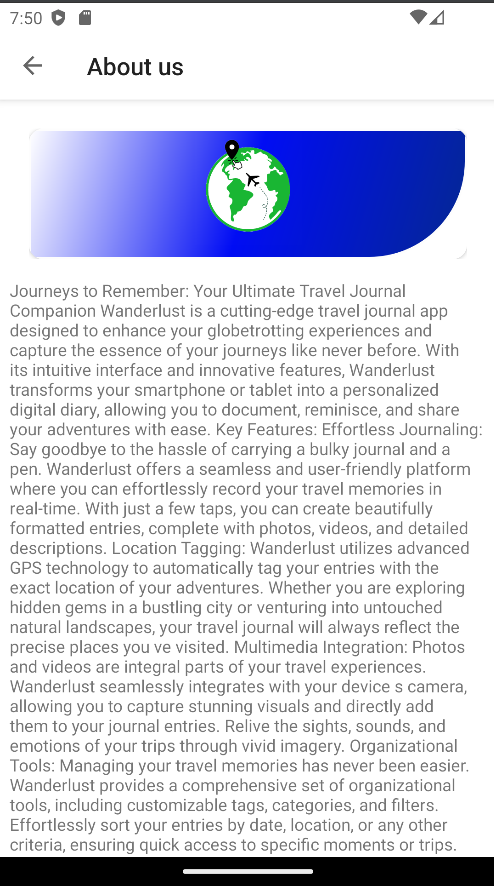 7:50
About us
Journeys to Remember: Your Ultimate Travel Journal
Companion Wanderlust is a cutting-edge travel journal app
designed to enhance your globetrotting experiences and
capture the essence of your journeys like never before. With
its intuitive interface and innovative features, Wanderlust
transforms your smartphone or tablet into a personalized
digital diary, allowing you to document, reminisce, and share
your adventures with ease. Key Features: Effortless Journaling:
Say goodbye to the hassle of carrying a bulky journal and a
pen. Wanderlust offers a seamless and user-friendly platform
where you can effortlessly record your travel memories in
real-time. With just a few taps, you can create beautifully
formatted entries, complete with photos, videos, and detailed
descriptions. Location Tagging: Wanderlust utilizes advanced
GPS technology to automatically tag your entries with the
exact location of your adventures. Whether you are exploring
hidden gems in a bustling city or venturing into untouched
natural landscapes, your travel journal will always reflect the
precise places you ve visited. Multimedia Integration: Photos
and videos are integral parts of your travel experiences.
Wanderlust seamlessly integrates with your device s camera,
allowing you to capture stunning visuals and directly add
them to your journal entries. Relive the sights, sounds, and
emotions of your trips through vivid imagery. Organizational
Tools: Managing your travel memories has never been easier.
Wanderlust provides a comprehensive set of organizational
tools, including customizable tags, categories, and filters.
Effortlessly sort your entries by date, location, or any other
criteria, ensuring quick access to specific moments or trips.